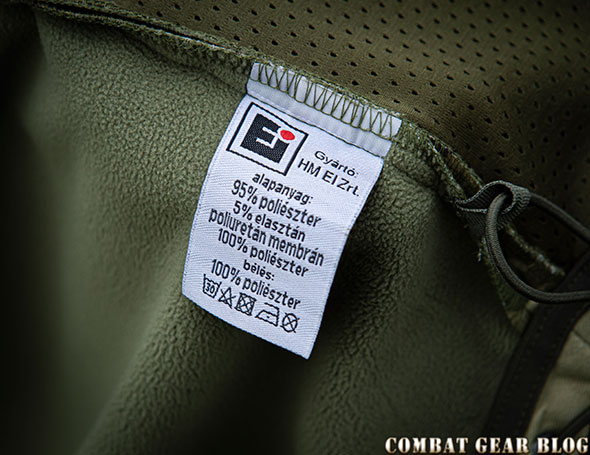 Ei
Gyártó:
HM EI Zrt.
alapanyag:
95% poliészter
5% elasztán
poliuretán membrán
100% poliészter
bélés:
100% poliészter
30
COMBAT GEAR BLOG